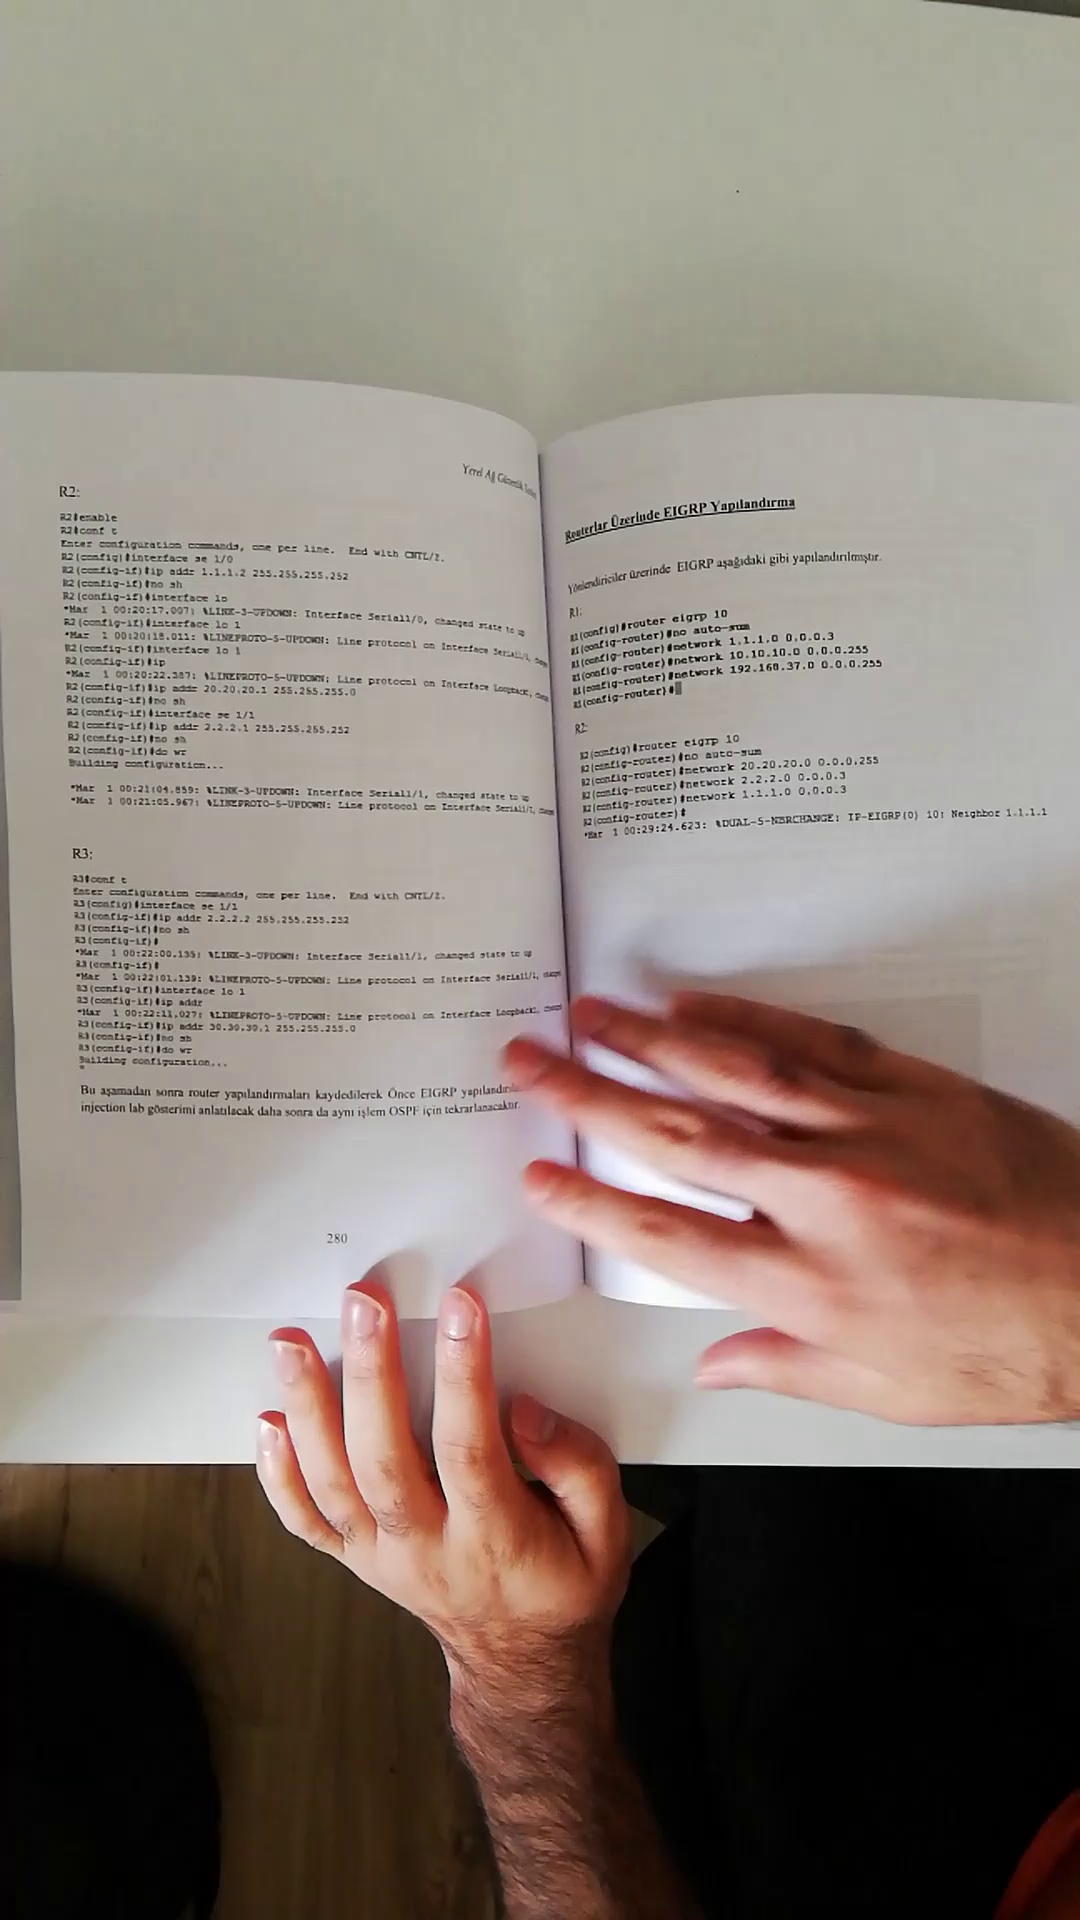 Yerel Ağ Güvenlik
R2:
R2#enable
R2#conf t
Enter configuration commands, one per line.  End with CNTL/Z.
R2(config)#interface se 1/0
R2(config-if)#ip addr 1.1.1.2 255.255.255.252
R2(config-if)#no sh
R2(config-if)#interface lo
*Mar  1 00:20:17.007: %LINK-3-UPDOWN: Interface Serial1/0, changed state to up
R2(config-if)#interface lo 1
*Mar  1 00:20:18.011: %LINEPROTO-5-UPDOWN: Line protocol on Interface
R2(config-if)#interface lo 1
R2(config-if)#ip
*Mar  1 00:20:22.387: %LINEPROTO-5-UPDOWN: Line protocol on Interface Loopback1,
R2(config-if)#ip addr 20.20.20.1 255.255.255.0
R2(config-if)#no sh
R2(config-if)#interface se 1/1
R2(config-if)#ip addr 2.2.2.1 255.255.255.252
R2(config-if)#no sh
R2(config-if)#do wr
Building configuration...
*Mar  1 00:21:04.859: %LINK-3-UPDOWN: Interface Serial1/1, changed state to up
*Mar  1 00:21:05.967: %LINEPROTO-5-UPDOWN: Line protocol on Interface Serial1/1,
R3:
R3#conf t
Enter configuration commands, one per line.  End with CNTL/Z.
R3(config)#interface se 1/1
R3(config-if)#ip addr 2.2.2.2 255.255.255.252
R3(config-if)#no sh
R3(config-if)#
*Mar  1 00:22:00.135: %LINK-3-UPDOWN: Interface Serial1/1, changed state to up
R3(config-if)#
*Mar  1 00:22:01.139: %LINEPROTO-5-UPDOWN: Line protocol on Interface Serial1/1,
R3(config-if)#interface lo 1
R3(config-if)#ip addr
*Mar  1 00:22:11.027: %LINEPROTO-5-UPDOWN: Line protocol on Interface Loopback1,
R3(config-if)#ip addr 30.30.30.1 255.255.255.0
R3(config-if)#no sh
R3(config-if)#do wr
Building configuration...
Bu aşamadan sonra router yapılandırmaları kaydedilerek Önce EIGRP
injection lab gösterimi anlatılacak daha sonra da aynı işlem OSPF için tekrarlanacaktır.
280
Routerlar Üzerinde EIGRP Yapılandırma
Yönlendiriciler üzerinde EIGRP aşağıdaki gibi yapılandırılmıştır.
R1:
R1(config)#router eigrp 10
R1(config-router)#no auto-sum
R1(config-router)#network 1.1.1.0 0.0.0.3
R1(config-router)#network 10.10.10.0 0.0.0.255
R1(config-router)#network 192.168.37.0 0.0.0.255
R1(config-router)#
R2:
R2(config)#router eigrp 10
R2(config-router)#no auto-sum
R2(config-router)#network 20.20.20.0 0.0.0.255
R2(config-router)#network 2.2.2.0 0.0.0.3
R2(config-router)#network 1.1.1.0 0.0.0.3
R2(config-router)#
*Mar  1 00:29:24.623: %DUAL-5-NBRCHANGE: IP-EIGRP(0) 10: Neighbor 1.1.1.1